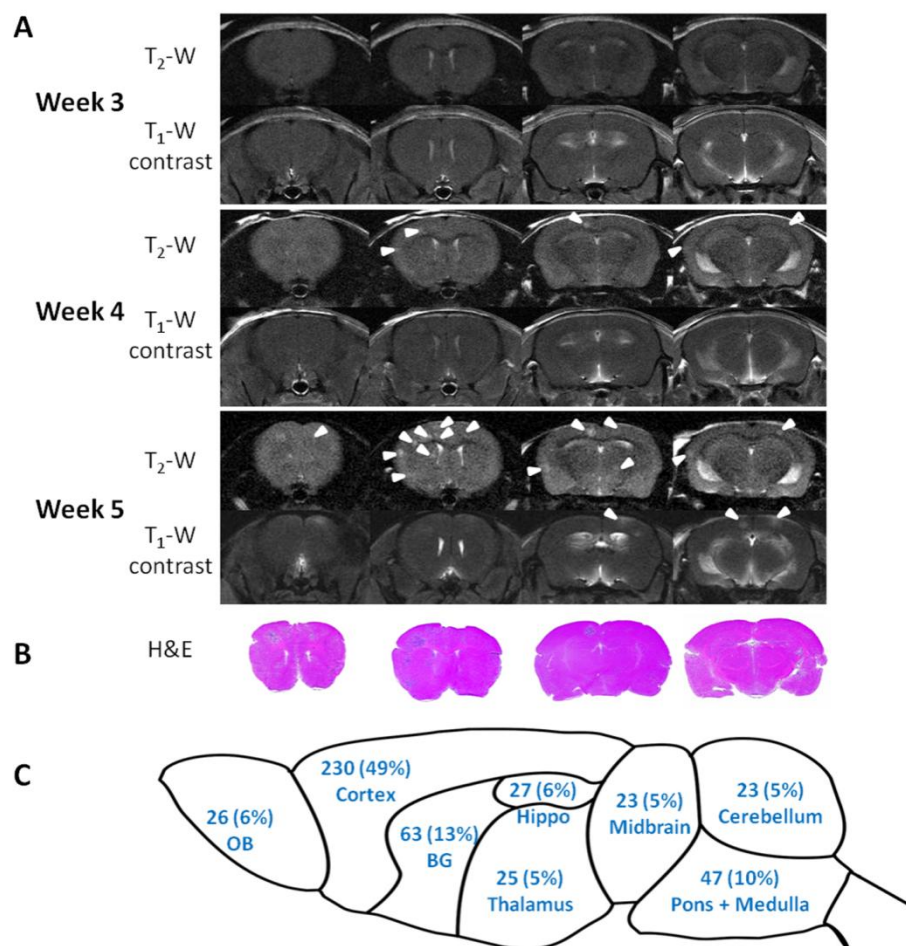 A
Week 3
T₂-W
T₁-W
contrast
Week 4
T₂-W
T₁-W
contrast
Week 5
T₂-W
T₁-W
contrast
B
H&E
C
26 (6%)
OB
230 (49%)
Cortex
63 (13%)
BG
27 (6%)
Hippo
25 (5%)
Thalamus
23 (5%)
Midbrain
23 (5%)
Cerebellum
47 (10%)
Pons + Medulla